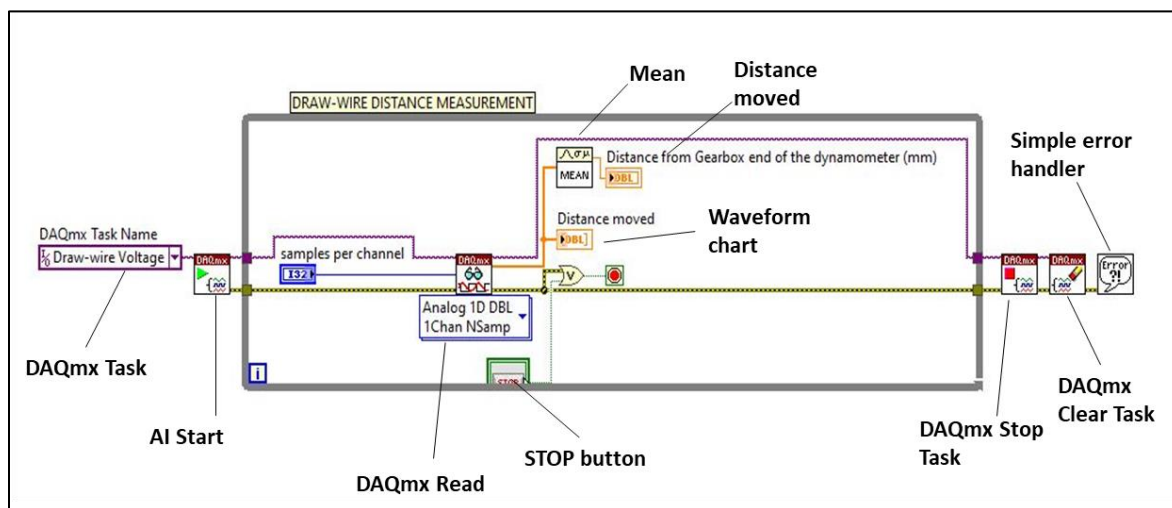 Mean
Distance
moved
DRAW-WIRE DISTANCE MEASUREMENT
Simple error
handler
MEAN
Distance from Gearbox end of the dynamometer (mm)
DBL
DAQmx Task Name
Draw-wire Voltage
DAQmx
samples per channel
I32
DAQmx
Distance moved
DBL
Waveform
chart
V
DAQmx
DAQmx
Error
?!
Analog 1D DBL
1Chan NSamp
DAQmx Task
i
STOP
AI Start
DAQmx Read
STOP button
DAQmx Stop
Task
DAQmx
Clear Task